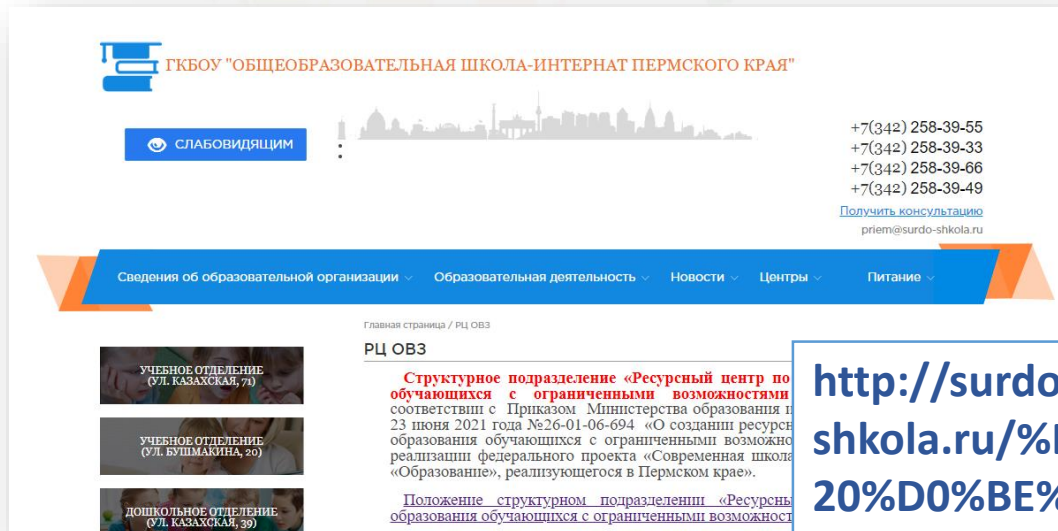 ГКБОУ "ОБЩЕОБРАЗОВАТЕЛЬНАЯ ШКОЛА-ИНТЕРНАТ ПЕРМСКОГО КРАЯ"
СЛАБОВИДЯЩИМ
+7(342) 258-39-55
+7(342) 258-39-33
+7(342) 258-39-66
+7(342) 258-39-49
Получить консультацию
priem@surdo-shkola.ru
Сведения об образовательной организации Образовательная деятельность Новости Центры Питание
Главная страница / РЦ ОВЗ
РЦ ОВЗ
УЧЕБНОЕ ОТДЕЛЕНИЕ
(УЛ. КАЗАХСКАЯ, 71)
УЧЕБНОЕ ОТДЕЛЕНИЕ
(УЛ. БУШМАКИНА, 20)
ДОШКОЛЬНОЕ ОТДЕЛЕНИЕ
(УЛ. КАЗАХСКАЯ, 39)
Структурное подразделение «Ресурсный центр по
обучающихся с ограниченными возможностями
соответствии с Приказом Министерства образования
23 июня 2021 года №26-01-06-694 «О создании
образования обучающихся с ограниченными
реализации федерального проекта «Современная школа
«Образование», реализующегося в Пермском крае».
Положение структурном подразделении
образования обучающихся с ограниченными
http://surdo
shkola.ru/%
20%D0%BE%